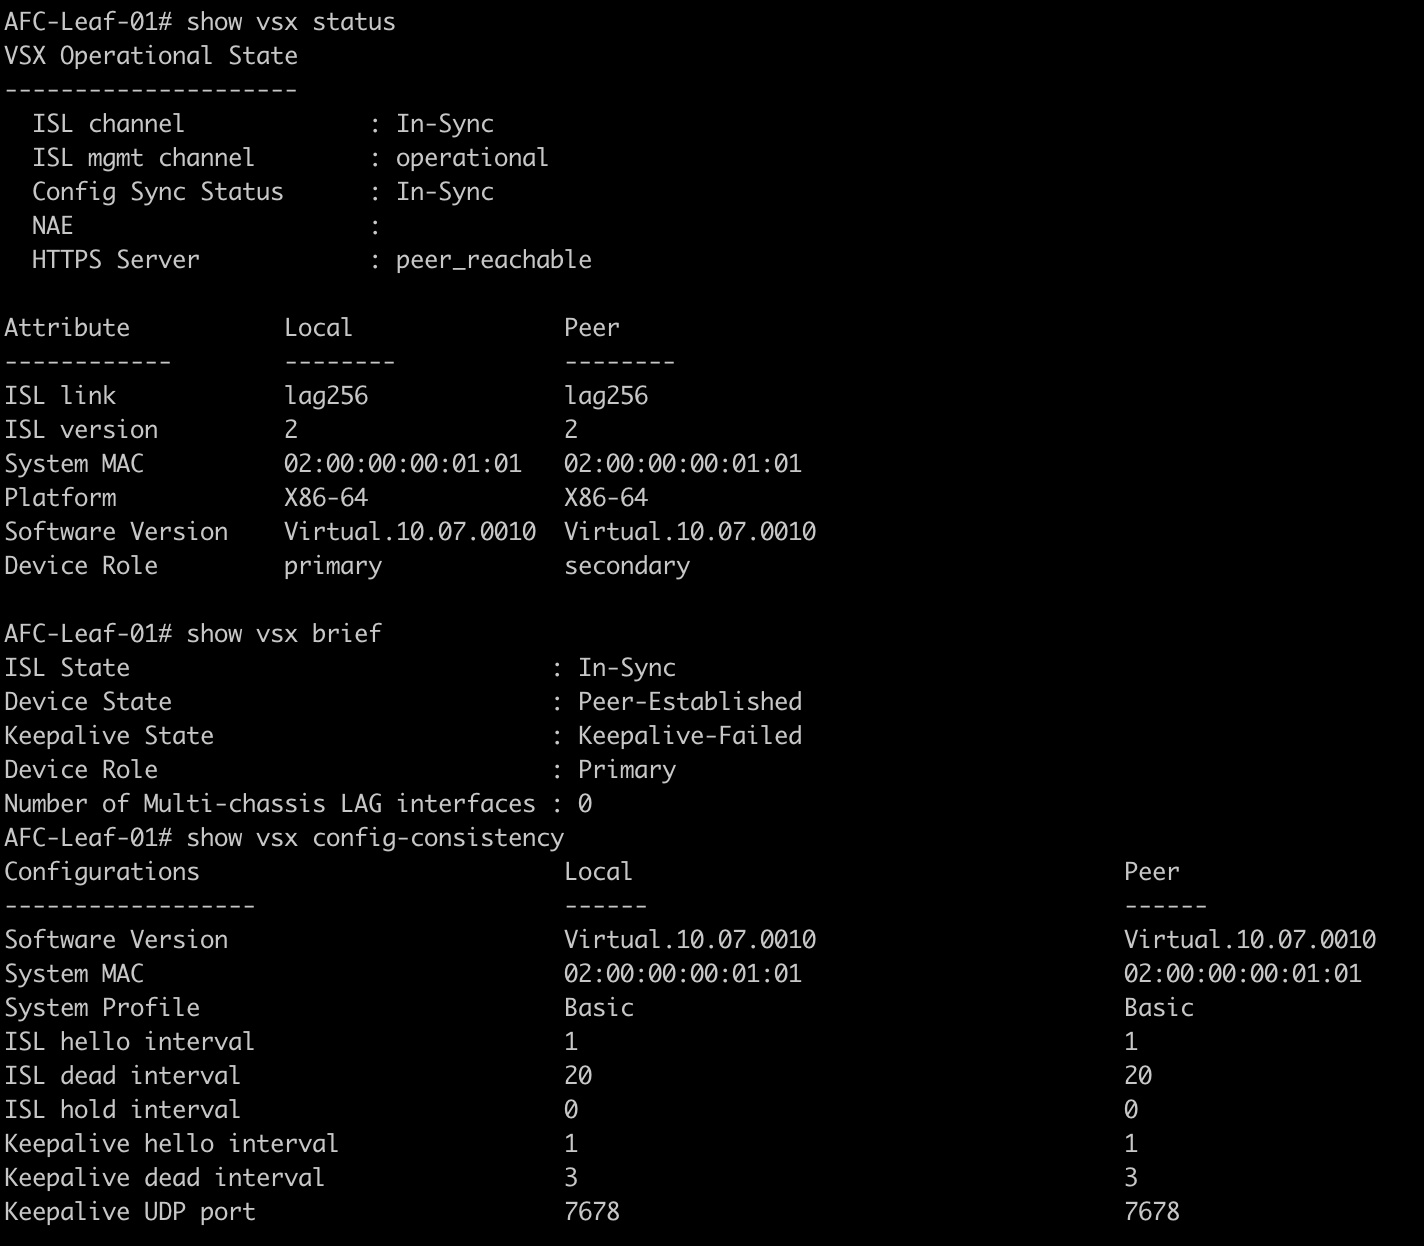 AFC-Leaf-01# show vsx status
VSX Operational State
---------------------
  ISL channel             : In-Sync
  ISL mgmt channel        : operational
  Config Sync Status      : In-Sync
  NAE                     :
  HTTPS Server            : peer_reachable

Attribute           Local               Peer
------------        --------            --------
ISL link            lag256              lag256
ISL version         2                   2
System MAC          02:00:00:00:01:01   02:00:00:00:01:01
Platform            X86-64              X86-64
Software Version    Virtual.10.07.0010  Virtual.10.07.0010
Device Role         primary             secondary

AFC-Leaf-01# show vsx brief
ISL State                              : In-Sync
Device State                           : Peer-Established
Keepalive State                        : Keepalive-Failed
Device Role                            : Primary
Number of Multi-chassis LAG interfaces : 0
AFC-Leaf-01# show vsx config-consistency
Configurations                          Local                                   Peer
------------------                      ------                                  ------
Software Version                        Virtual.10.07.0010                      Virtual.10.07.0010
System MAC                              02:00:00:00:01:01                       02:00:00:00:01:01
System Profile                          Basic                                   Basic
ISL hello interval                      1                                       1
ISL dead interval                       20                                      20
ISL hold interval                       0                                       0
Keepalive hello interval                1                                       1
Keepalive dead interval                 3                                       3
Keepalive UDP port                      7678                                    7678